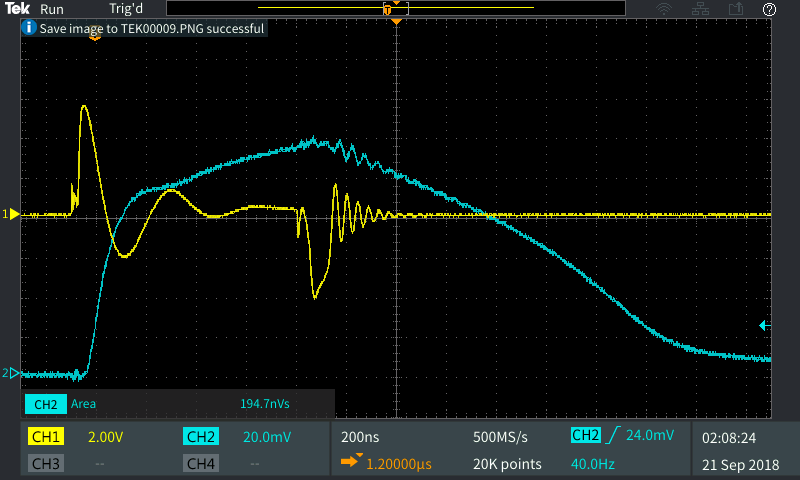 Tek Run Trig'd
Save image to TEK00009.PNG successful
1
2
CH2 Area 194.7nVs
CH1 2.00V CH2 20.0mV 200ns 500MS/s CH2 24.0mV 02:08:24
CH3 -- CH4 -- 1.20000µs 20K points 40.0Hz 21 Sep 2018